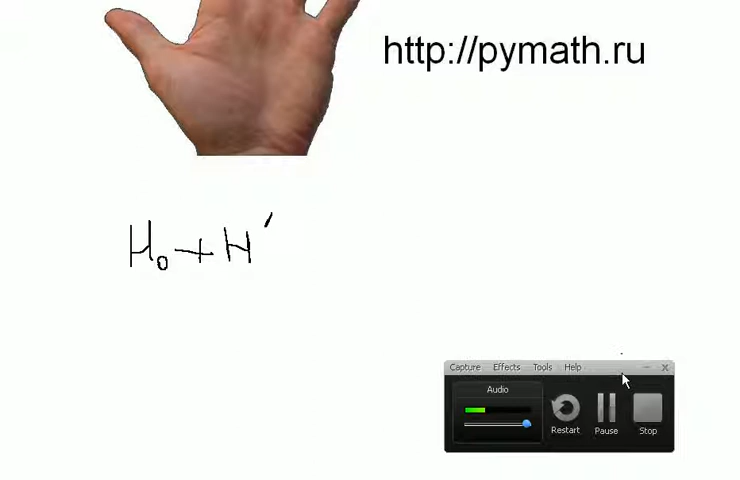 http://pymath.ru
H₀ + H'
Capture Effects Tools Help
Audio
Restart Pause Stop